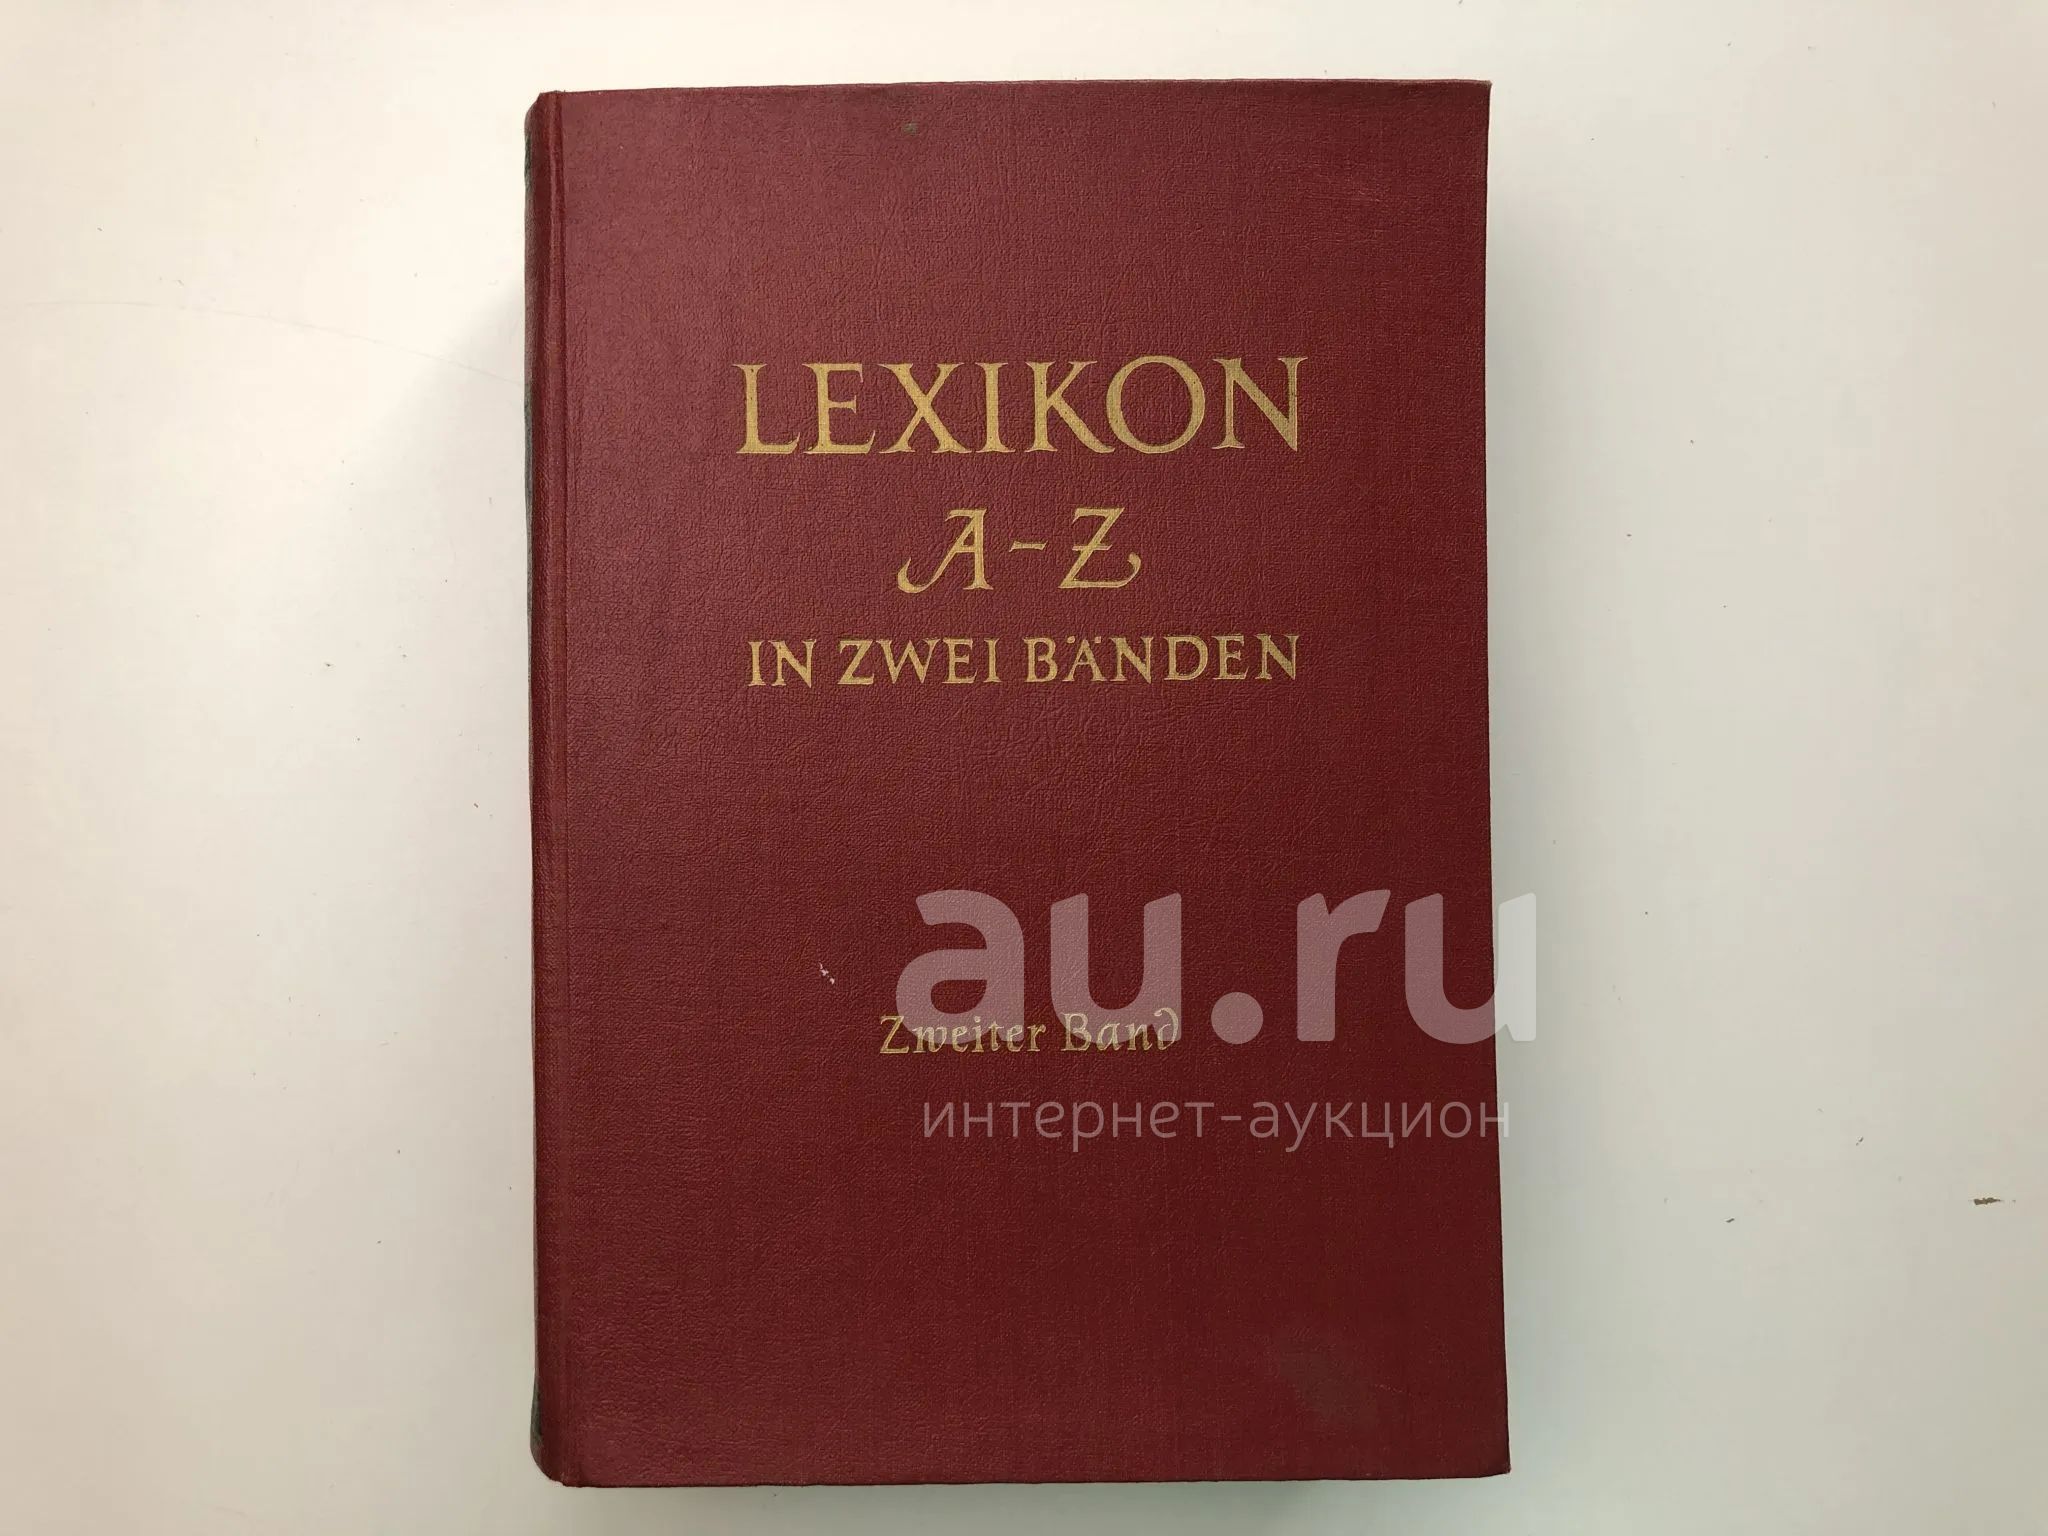 LEXIKON
A-Z
IN ZWEI BÄNDEN
au.ru
Zweiter Band
интернет-аукцион